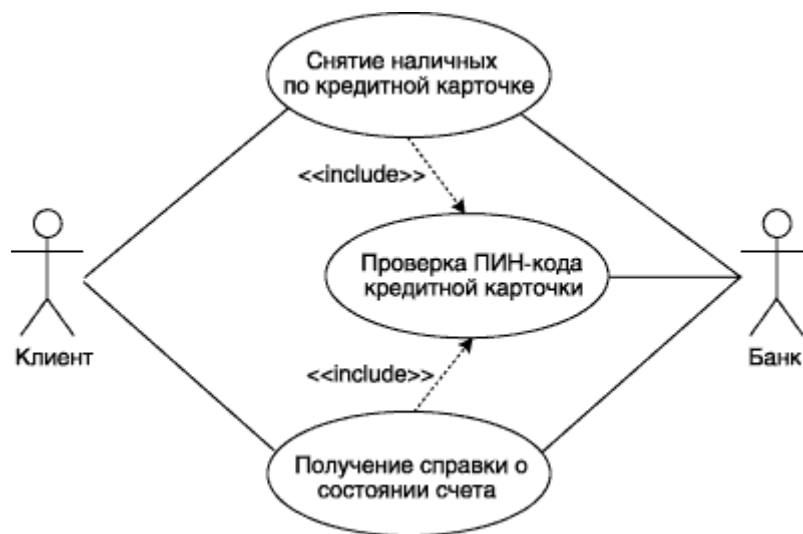 Снятие наличных
по кредитной карточке
<<include>>
Проверка ПИН-кода
кредитной карточки
Клиент
Банк
<<include>>
Получение справки о
состоянии счета